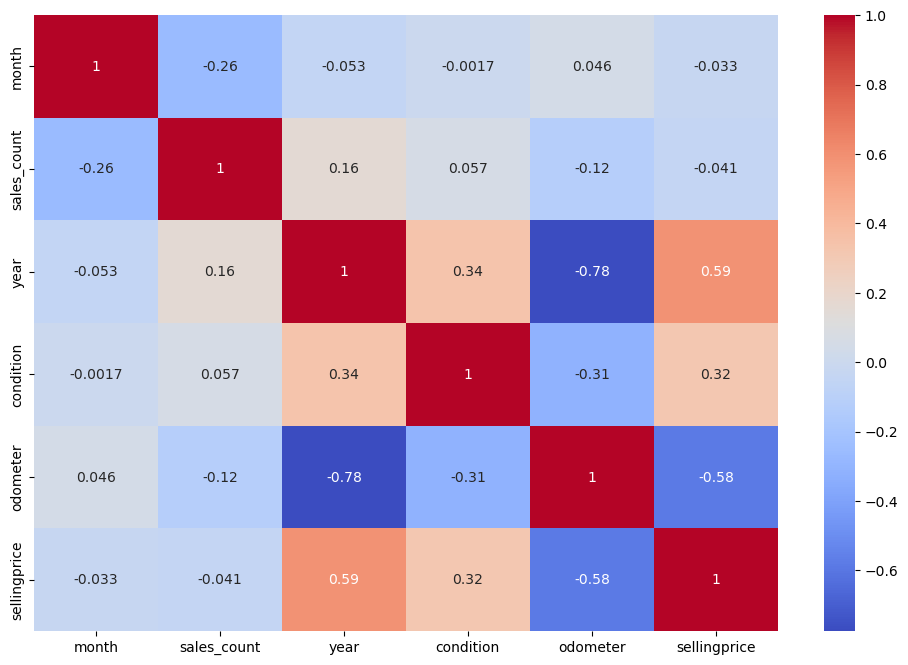 month 1 -0.26 -0.053 -0.0017 0.046 -0.033
sales_count -0.26 1 0.16 0.057 -0.12 -0.041
year -0.053 0.16 1 0.34 -0.78 0.59
condition -0.0017 0.057 0.34 1 -0.31 0.32
odometer 0.046 -0.12 -0.78 -0.31 1 -0.58
sellingprice -0.033 -0.041 0.59 0.32 -0.58 1
month sales_count year condition odometer sellingprice
1.0
0.8
0.6
0.4
0.2
0.0
−0.2
−0.4
−0.6